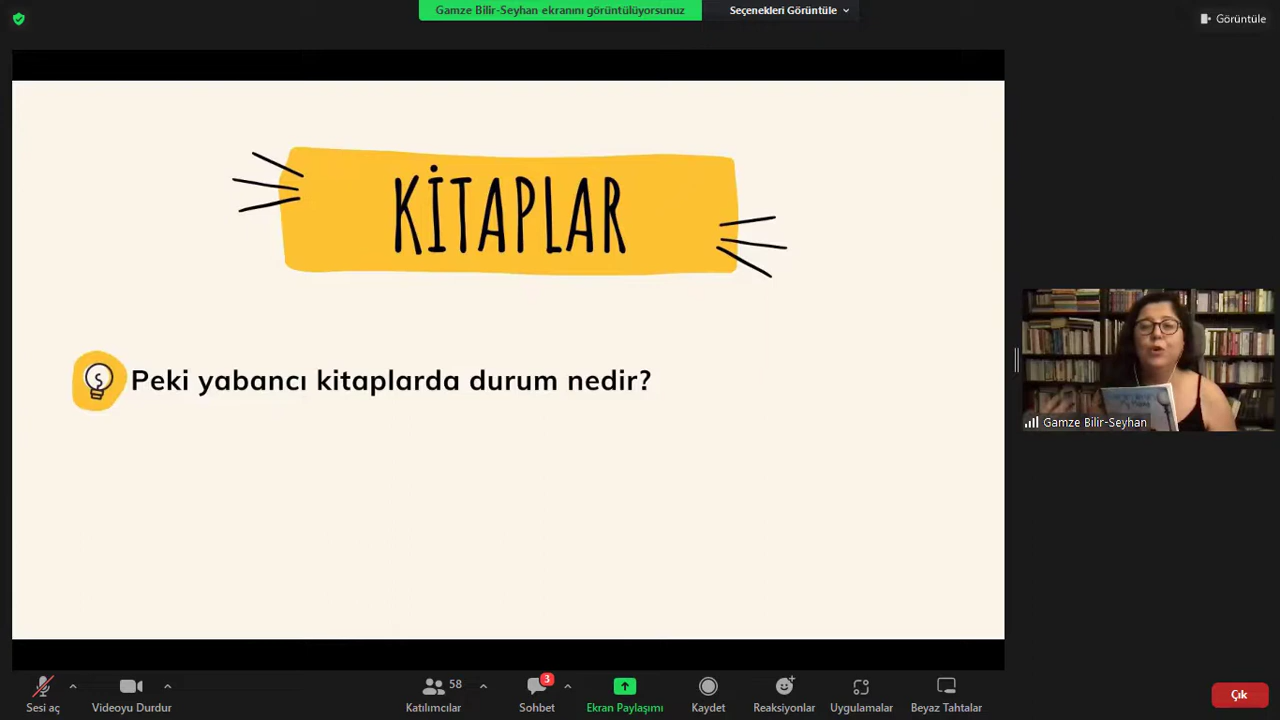 Gamze Bilir-Seyhan ekranını görüntülüyorsunuz
Seçenekleri Görüntüle
Görüntüle
KİTAPLAR
Peki yabancı kitaplarda durum nedir?
Gamze Bilir-Seyhan
58
3
Sesi aç
Videoyu Durdur
Katılımcılar
Sohbet
Ekran Paylaşımı
Kaydet
Reaksiyonlar
Uygulamalar
Beyaz Tahtalar
Çık